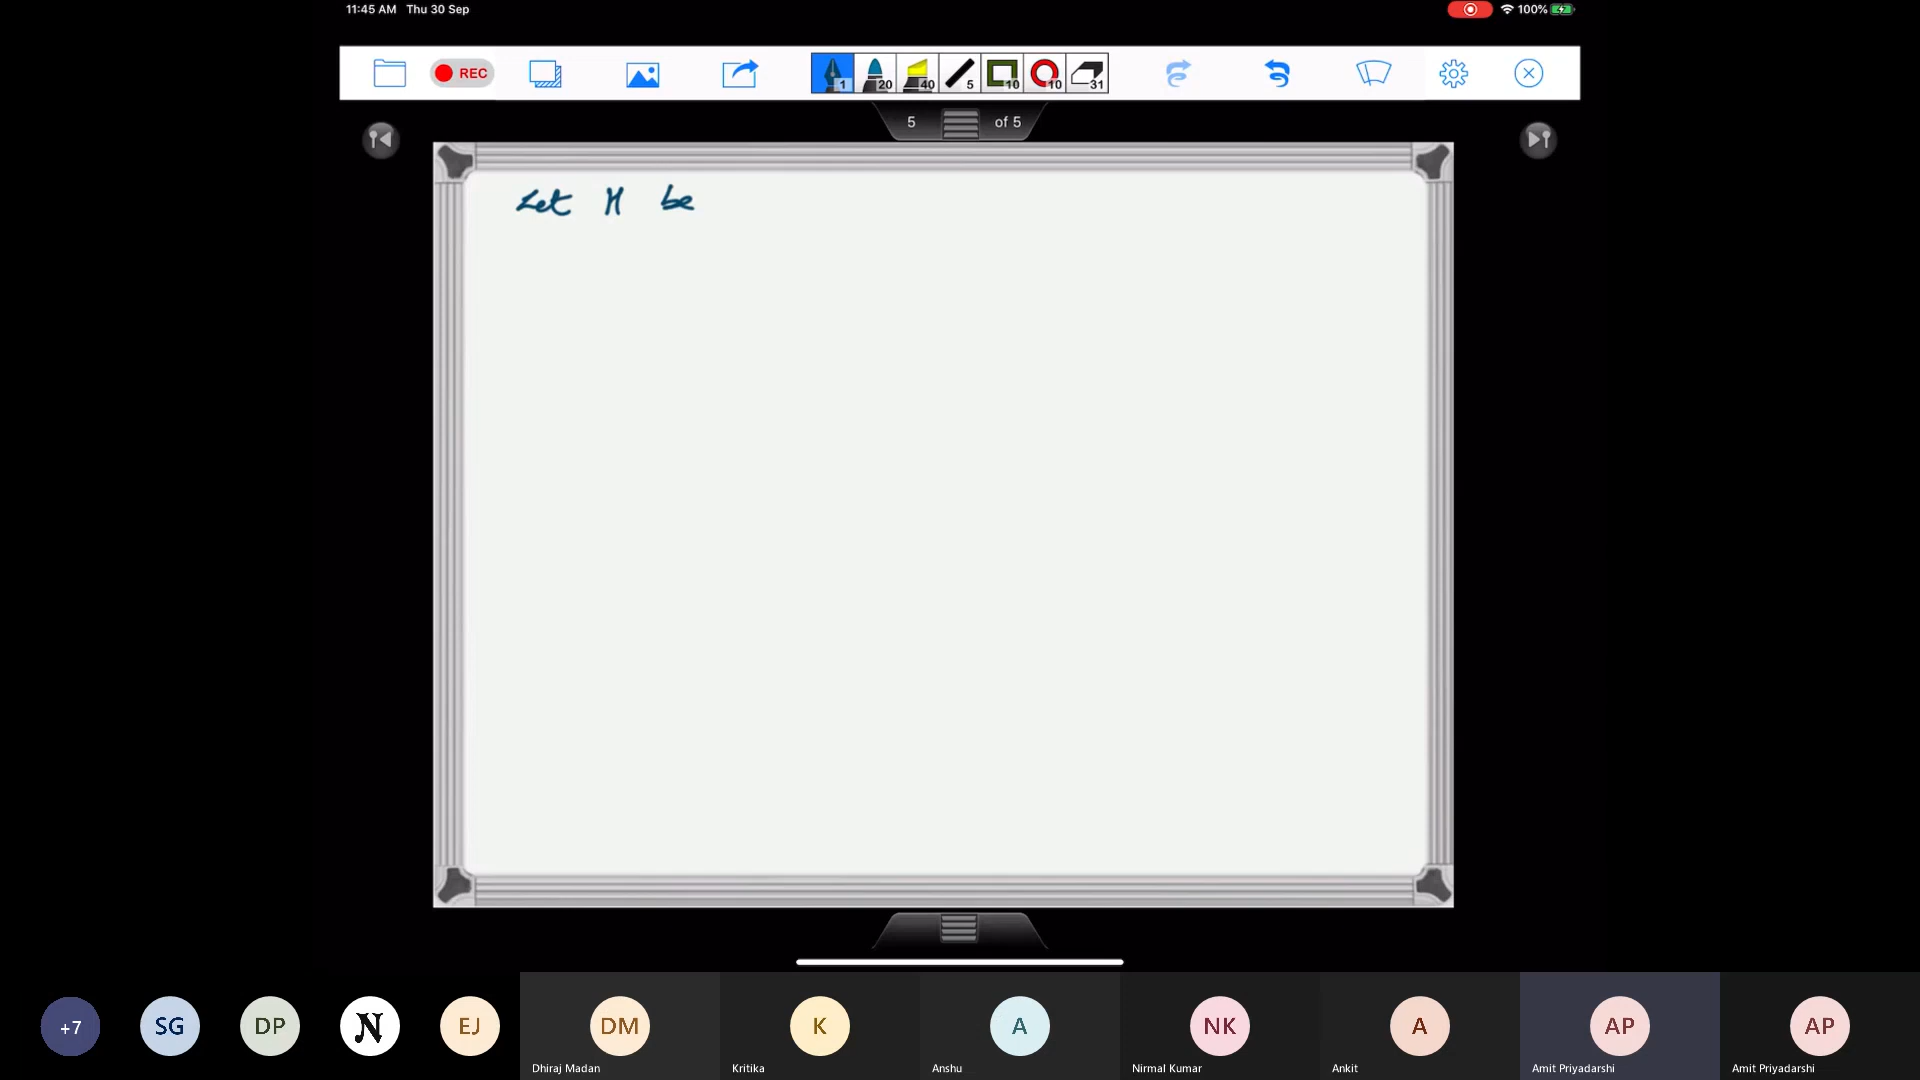 11:45 AM Thu 30 Sep
100%
REC
1
20
40
5
10
10
31
5 of 5
Let M be
+7
SG
DP
N
EJ
DM
K
A
NK
A
AP
AP
Dhiraj Madan
Kritika
Anshu
Nirmal Kumar
Ankit
Amit Priyadarshi
Amit Priyadarshi